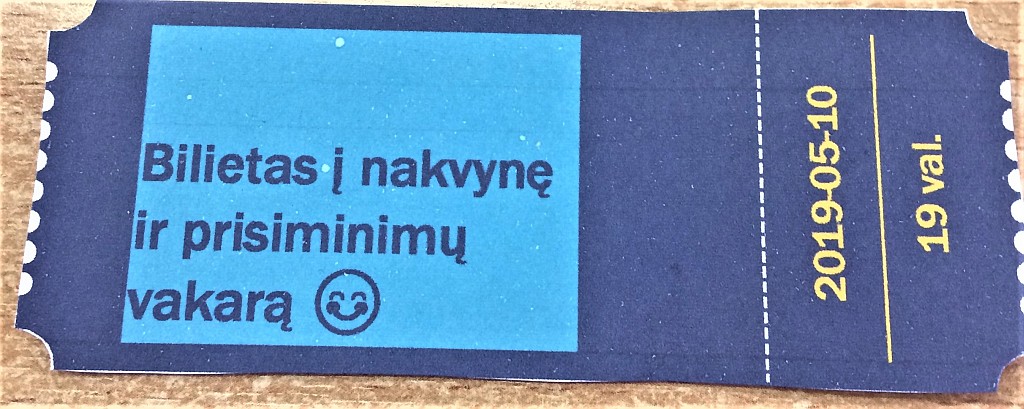 Bilietas į nakvynę
ir prisiminimų
vakarą
2019-05-10
19 val.